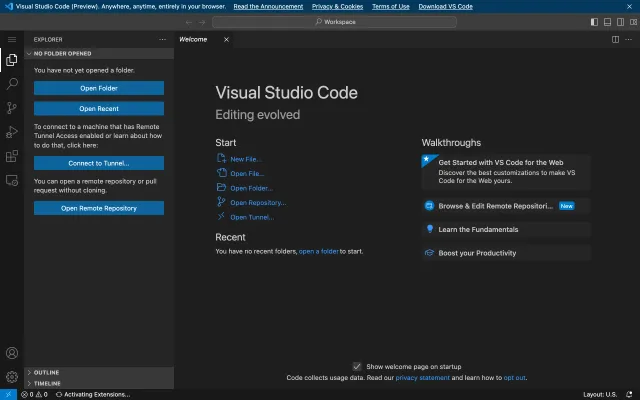 Visual Studio Code (Preview). Anywhere, anytime, entirely in your browser. Read the Announcement Privacy & Cookies Terms of Use Download VS Code
Workspace
EXPLORER
NO FOLDER OPENED
You have not yet opened a folder.
Open Folder
Open Recent
To connect to a machine that has Remote
Tunnel Access enabled or learn about how
to do that, click here:
Connect to Tunnel...
You can open a remote repository or pull
request without cloning.
Open Remote Repository
OUTLINE
TIMELINE
Welcome
Visual Studio Code
Editing evolved
Start
New File...
Open File...
Open Folder...
Open Repository...
Open Tunnel...
Recent
You have no recent folders, open a folder to start.
Walkthroughs
Get Started with VS Code for the Web
Discover the best customizations to make VS
Code for the Web yours.
Browse & Edit Remote Repositori... New
Learn the Fundamentals
Boost your Productivity
Show welcome page on startup
Code collects usage data. Read our privacy statement and learn how to opt out.
0 0 Activating Extensions...
Layout: U.S.